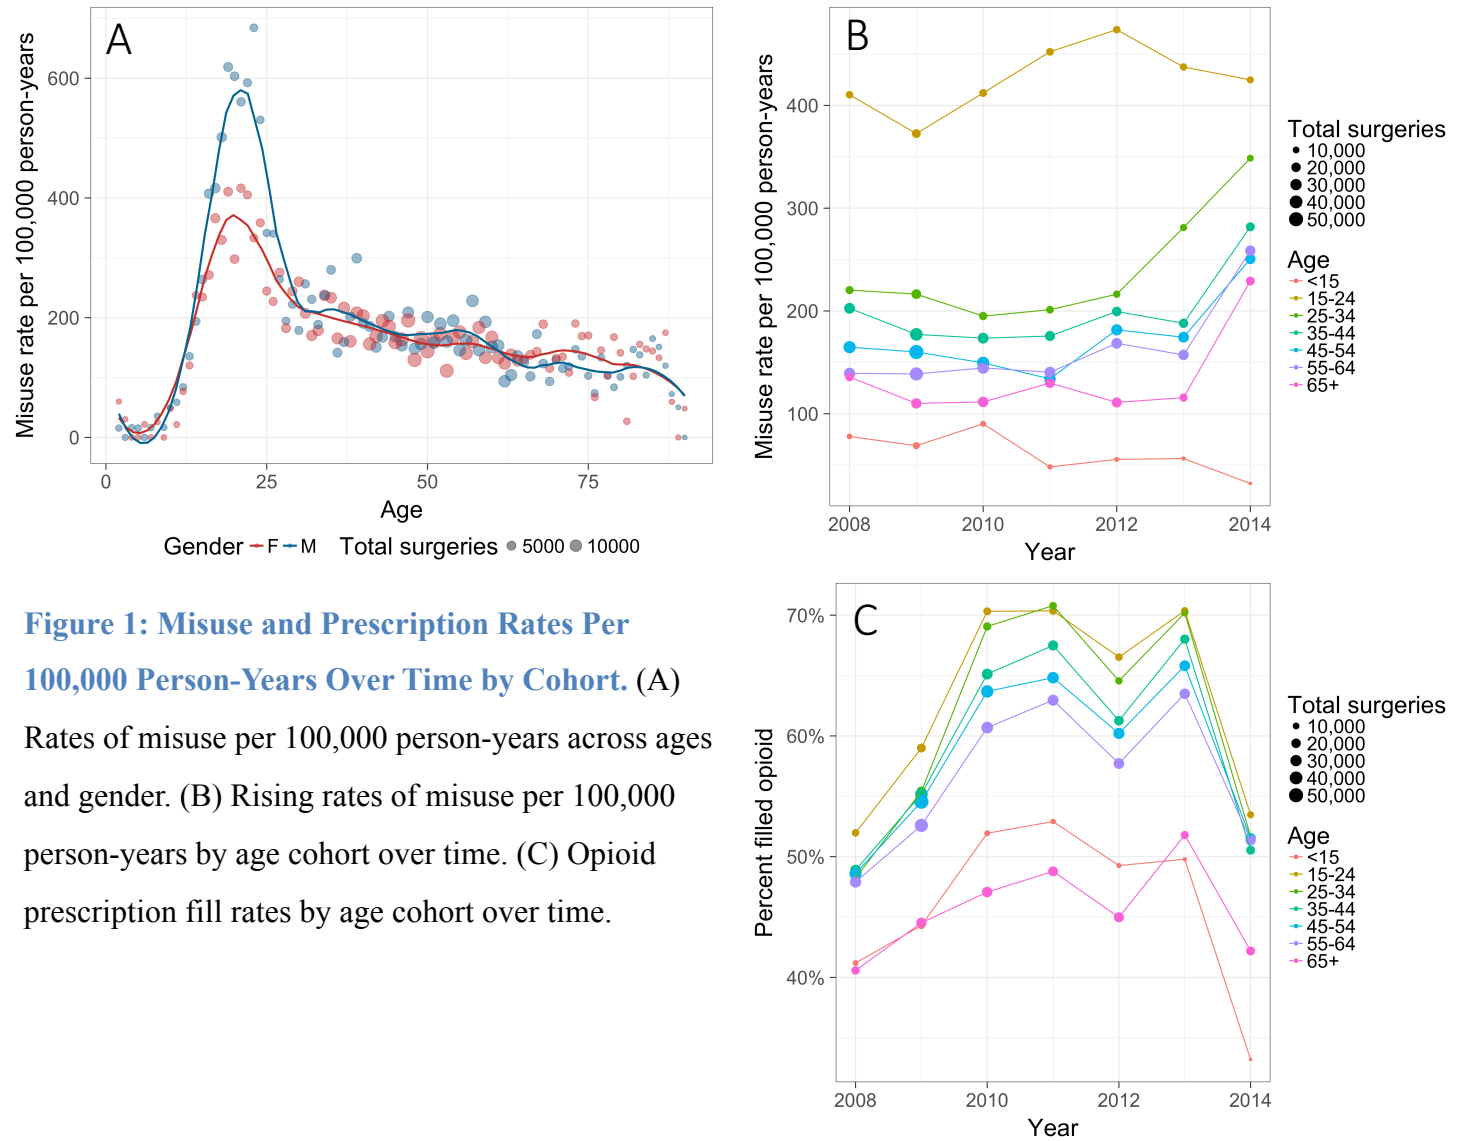 A
Misuse rate per 100,000 person-years
600
400
200
0
0 25 50 75
Age
Gender F M Total surgeries 5000 10000
B
Misuse rate per 100,000 person-years
400
300
200
100
2008 2010 2012 2014
Year
Total surgeries
10,000
20,000
30,000
40,000
50,000
Age
<15
15-24
25-34
35-44
45-54
55-64
65+
Figure 1: Misuse and Prescription Rates Per
100,000 Person-Years Over Time by Cohort. (A)
Rates of misuse per 100,000 person-years across ages
and gender. (B) Rising rates of misuse per 100,000
person-years by age cohort over time. (C) Opioid
prescription fill rates by age cohort over time.
C
Percent filled opioid
70%
60%
50%
40%
2008 2010 2012 2014
Year
Total surgeries
10,000
20,000
30,000
40,000
50,000
Age
<15
15-24
25-34
35-44
45-54
55-64
65+